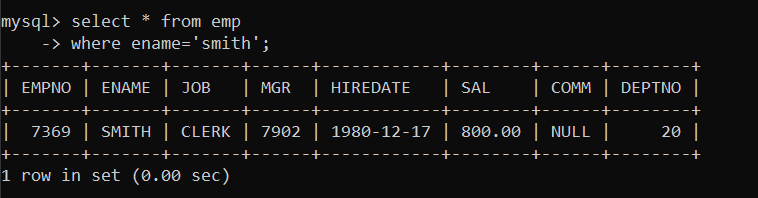 mysql> select * from emp
    -> where ename='smith';
+-------+-------+-------+------+------------+--------+------+--------+
| EMPNO | ENAME | JOB   | MGR  | HIREDATE   | SAL    | COMM | DEPTNO |
+-------+-------+-------+------+------------+--------+------+--------+
|  7369 | SMITH | CLERK | 7902 | 1980-12-17 | 800.00 | NULL |     20 |
+-------+-------+-------+------+------------+--------+------+--------+
1 row in set (0.00 sec)